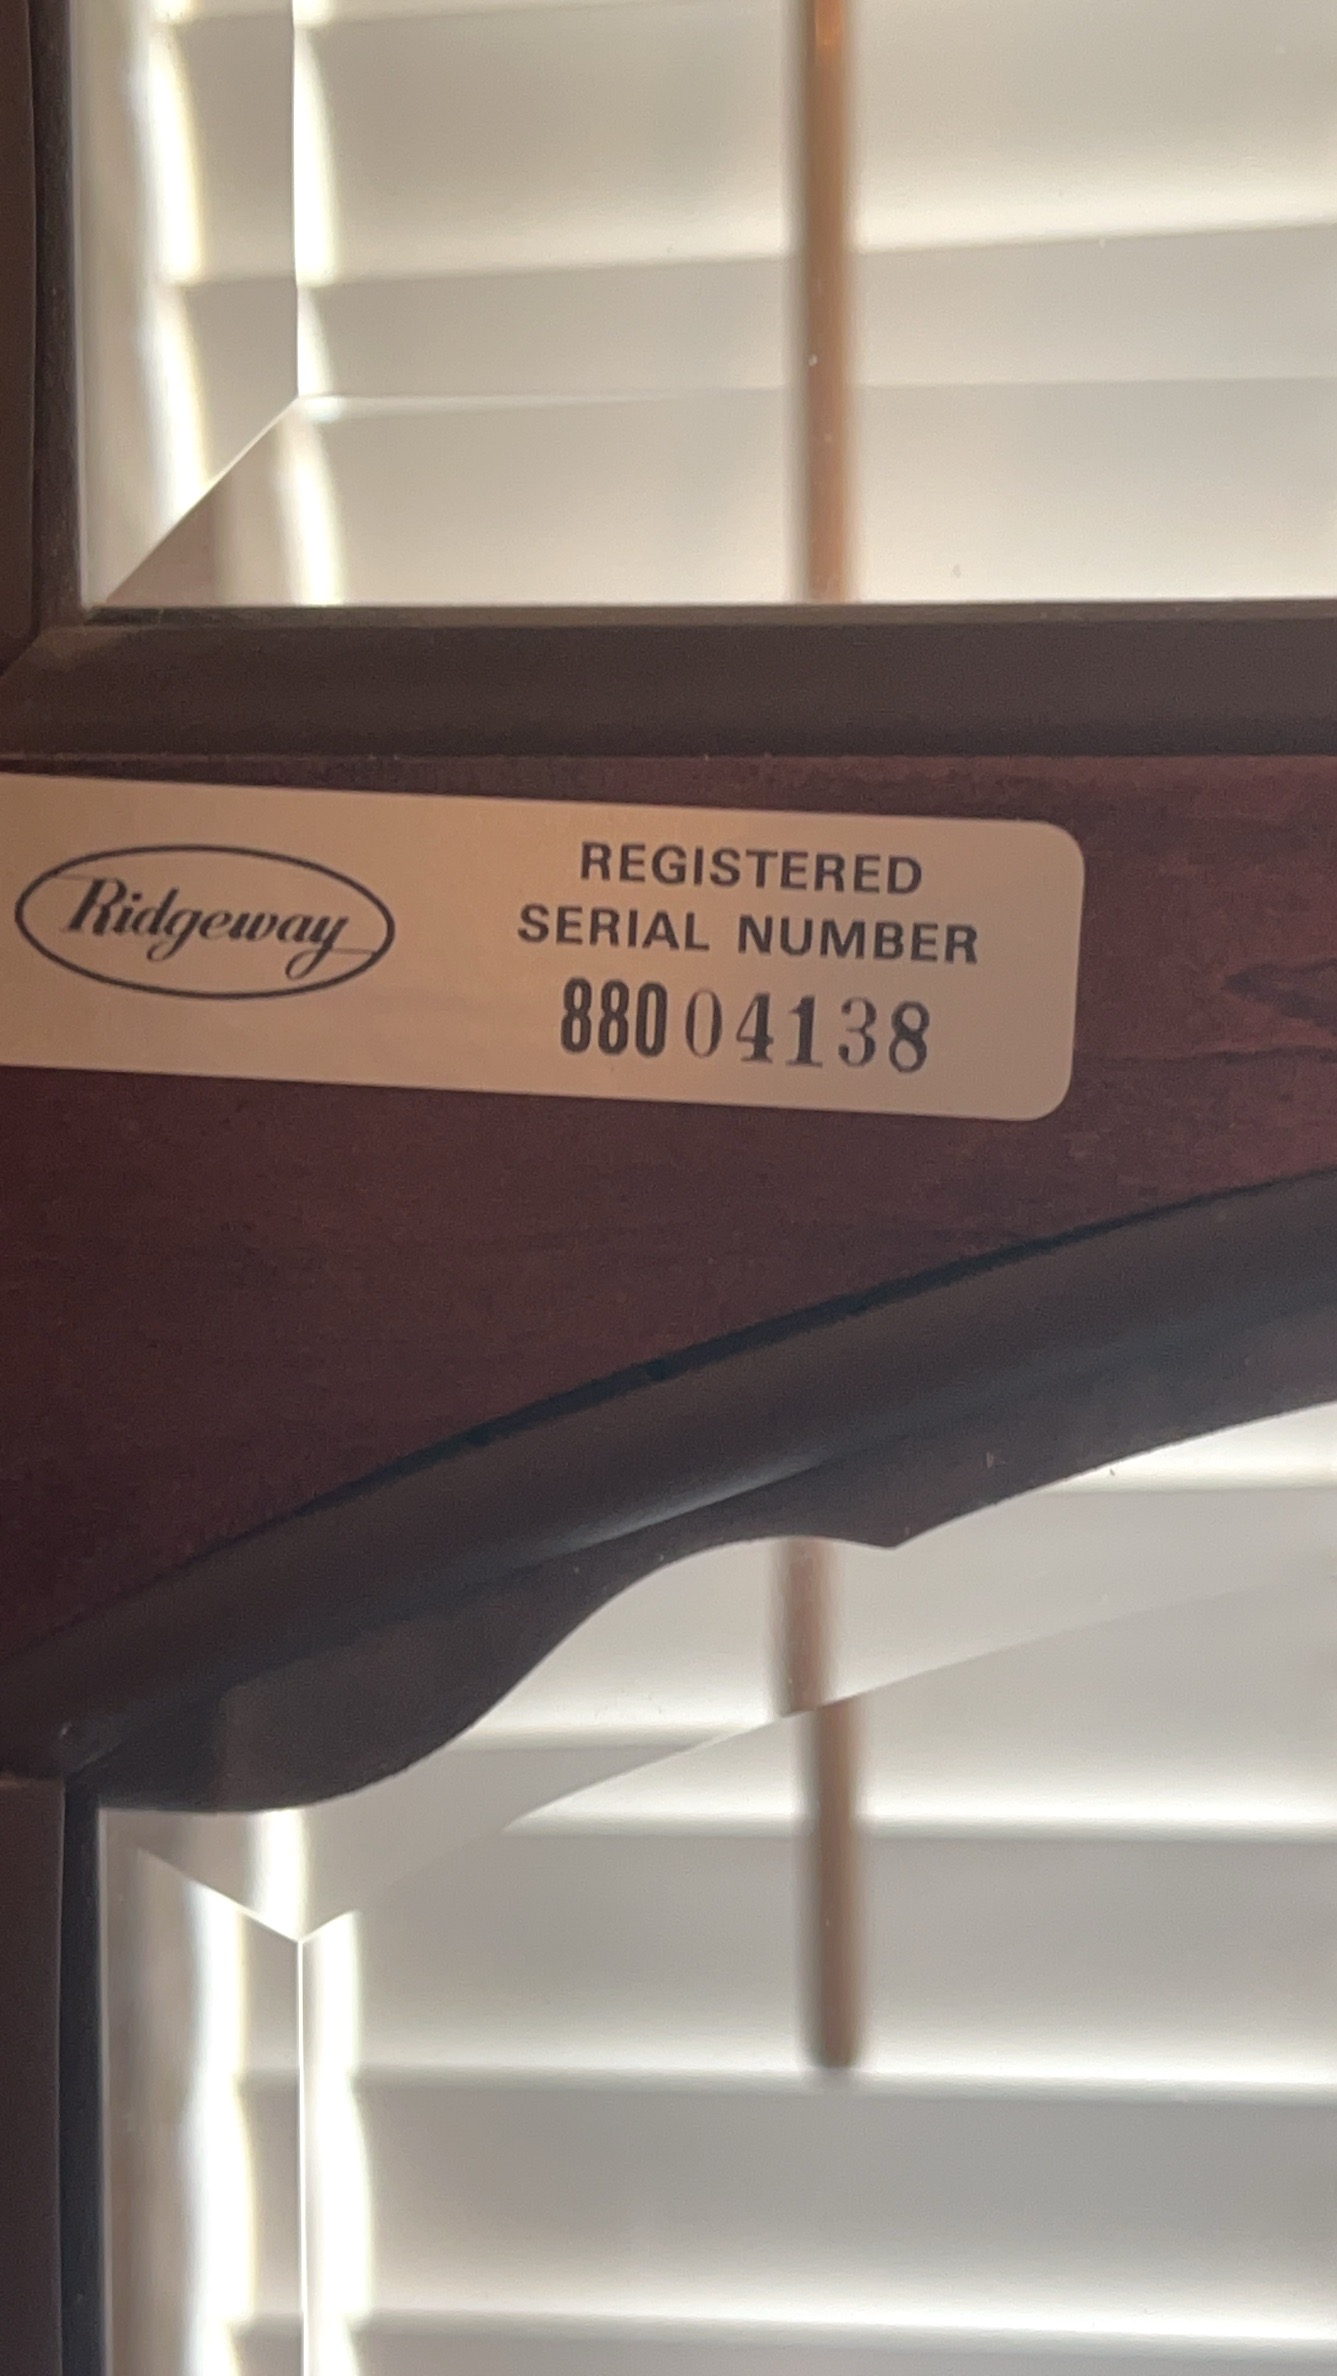 Ridgeway
REGISTERED
SERIAL NUMBER
88004138